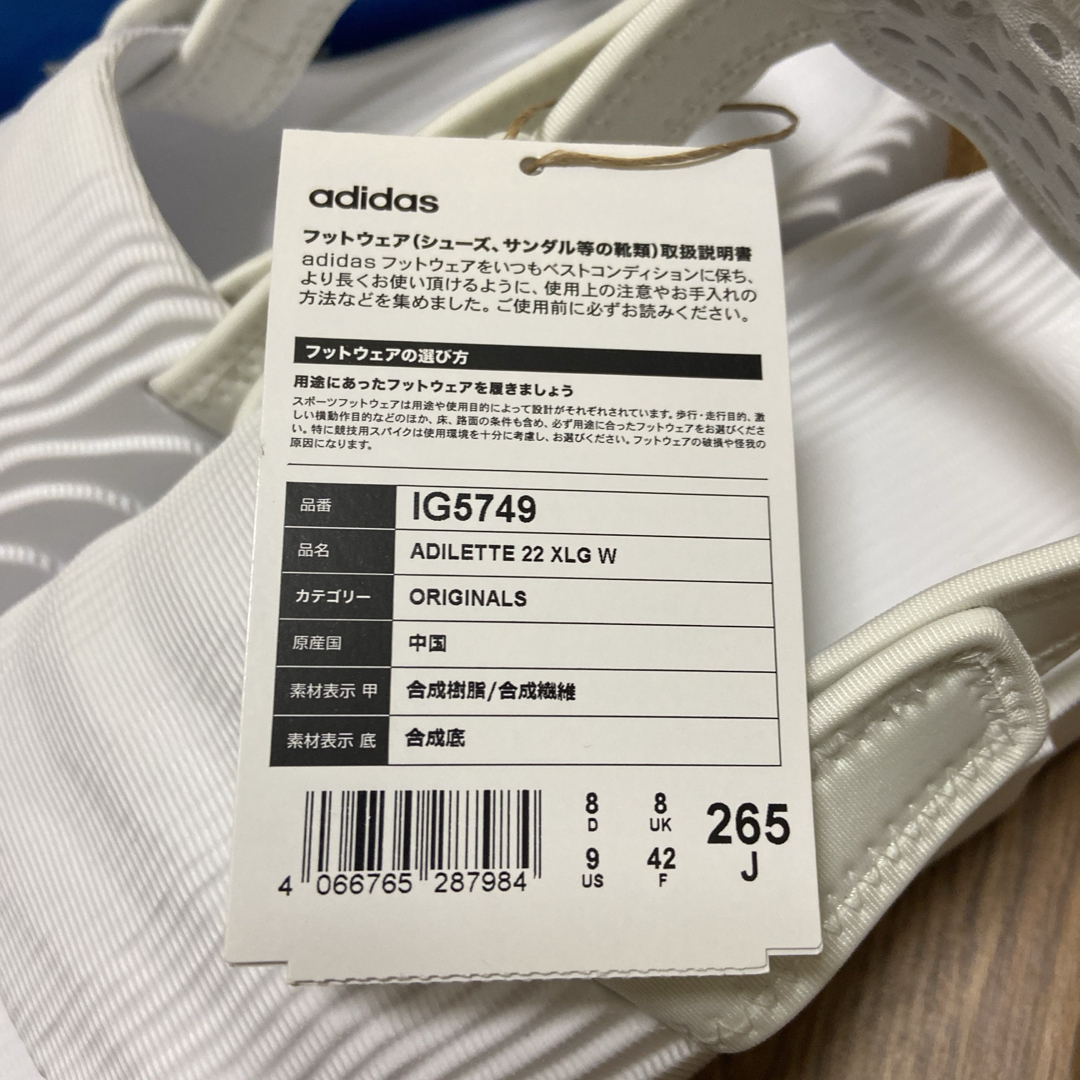 adidas
フットウェア(シューズ、サンダル等の靴類)取扱説明書
adidas フットウェアをいつもベストコンディションに保ち、
より長くお使い頂けるように、使用上の注意やお手入れの
方法などを集めました。ご使用前に必ずお読みください。
フットウェアの選び方
用途にあったフットウェアを履きましょう
スポーツフットウェアは用途や使用目的によって設計がそれぞれされています。歩行・走行目的、激
しい横動作目的などのほか、床、路面の条件も含め、必ず用途に合ったフットウェアをお選びくださ
い。特に競技用スパイクは使用環境を十分に考慮し、お選びください。フットウェアの破損や怪我の
原因になります。
品番 IG5749
品名 ADILETTE 22 XLG W
カテゴリー ORIGINALS
原産国 中国
素材表示 甲 合成樹脂/合成繊維
素材表示 底 合成底
8 8 265
D UK J
9 42
US F
4 066765 287984